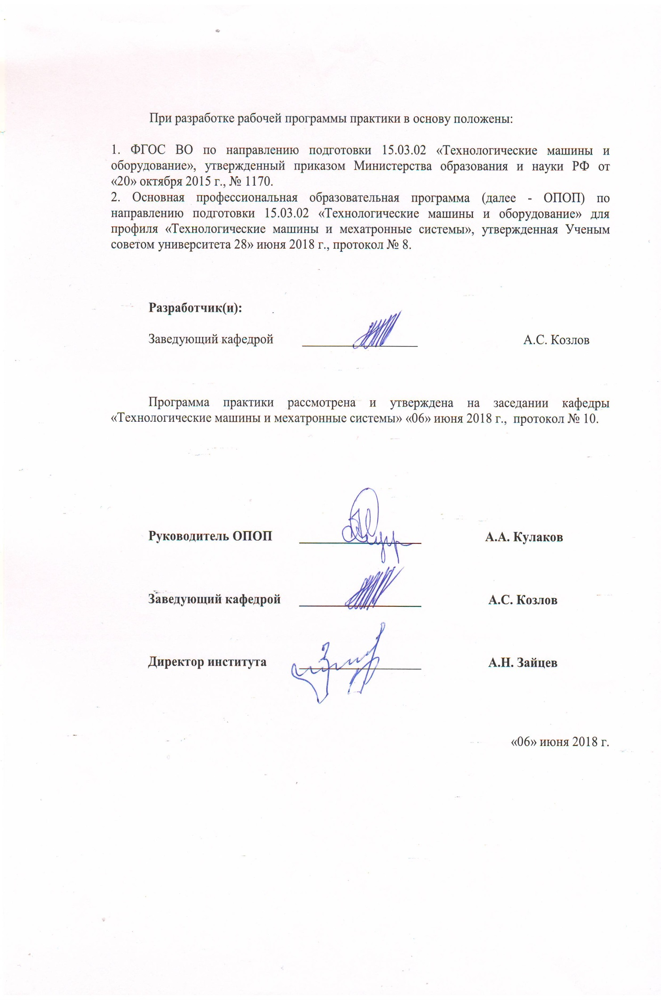 При разработке рабочей программы практики в основу положены:
1. ФГОС ВО по направлению подготовки 15.03.02 «Технологические машины и
оборудование», утвержденный приказом Министерства образования и науки РФ от
«20» октября 2015 г., № 1170.
2. Основная профессиональная образовательная программа (далее - ОПОП) по
направлению подготовки 15.03.02 «Технологические машины и оборудование» для
профиля «Технологические машины и мехатронные системы», утвержденная Ученым
советом университета 28» июня 2018 г., протокол № 8.
Разработчик(и):
Заведующий кафедрой А.С. Козлов
Программа практики рассмотрена и утверждена на заседании кафедры
«Технологические машины и мехатронные системы» «06» июня 2018 г., протокол № 10.
Руководитель ОПОП А.А. Кулаков
Заведующий кафедрой А.С. Козлов
Директор института А.Н. Зайцев
«06» июня 2018 г.